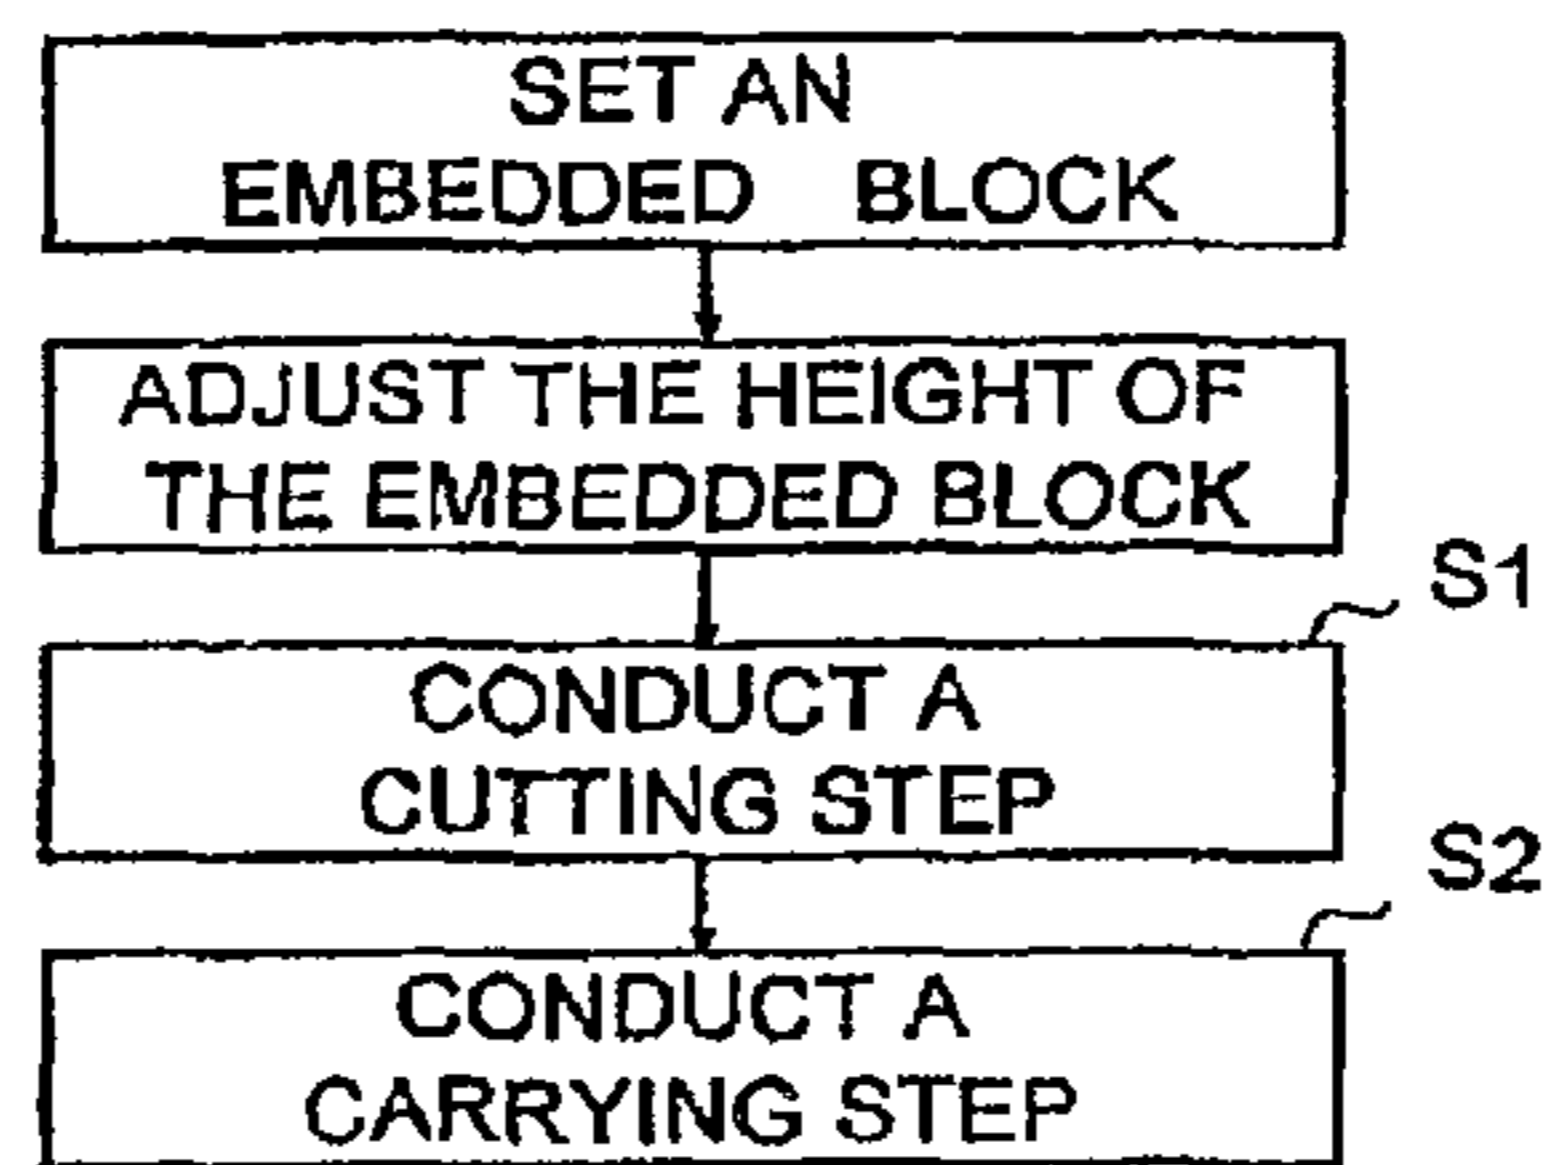 SET AN
EMBEDDED BLOCK
ADJUST THE HEIGHT OF
THE EMBEDDED BLOCK
S1
CONDUCT A
CUTTING STEP
S2
CONDUCT A
CARRYING STEP